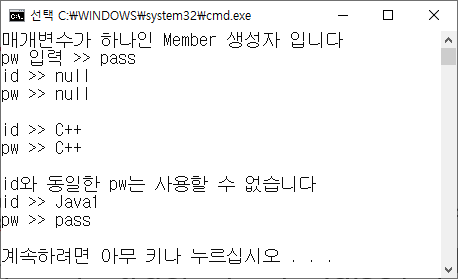 선택 C:₩WINDOWS₩system32₩cmd.exe
매개변수가 하나인 Member 생성자 입니다
pw 입력 >> pass
id >> null
pw >> null
id >> C++
pw >> C++
id와 동일한 pw는 사용할 수 없습니다
id >> Java1
pw >> pass
계속하려면 아무 키나 누르십시오 . . .